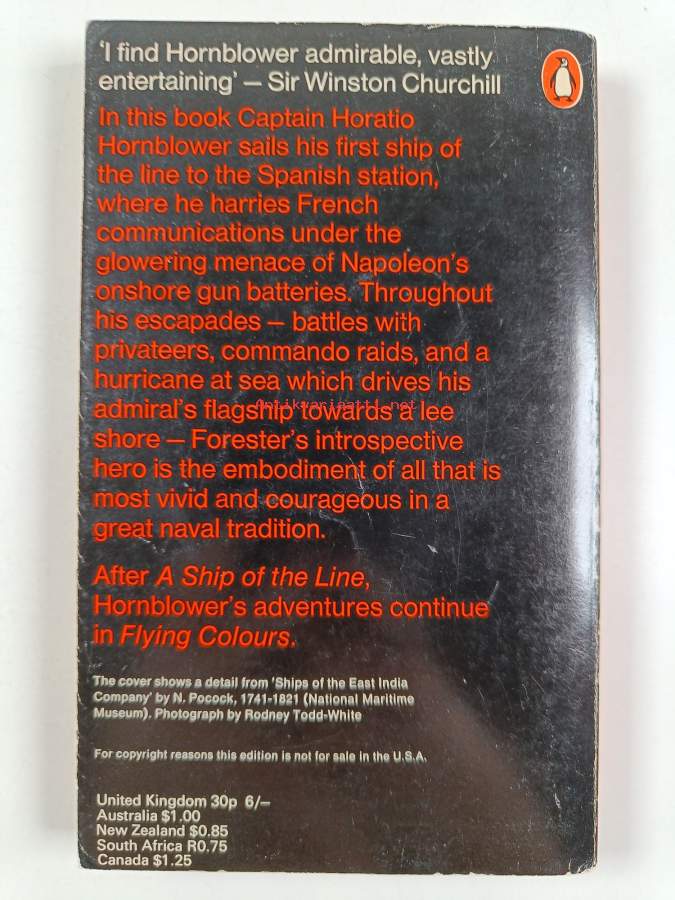 'I find Hornblower admirable, vastly
entertaining' – Sir Winston Churchill
In this book Captain Horatio
Hornblower sails his first ship of
the line to the Spanish station,
where he harries French
communications under the
glowering menace of Napoleon's
onshore gun batteries. Throughout
his escapades – battles with
privateers, commando raids, and a
hurricane at sea which drives his
admiral's flagship towards a lee
Antikvariaatti.net
shore – Forester's introspective
hero is the embodiment of all that is
most vivid and courageous in a
great naval tradition.
After A Ship of the Line,
Hornblower's adventures continue
in Flying Colours.
The cover shows a detail from 'Ships of the East India
Company' by N. Pocock, 1741-1821 (National Maritime
Museum). Photograph by Rodney Todd-White
For copyright reasons this edition is not for sale in the U.S.A.
United Kingdom 30p 6/–
Australia $1.00
New Zealand $0.85
South Africa R0.75
Canada $1.25